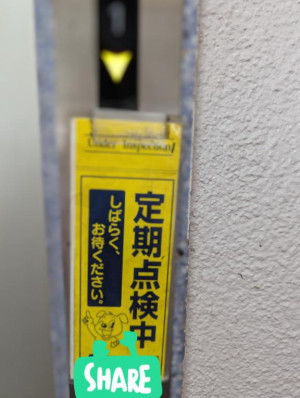 1
Under Inspection!
定期点検中
しばらく、
お待ちください。
SHARE